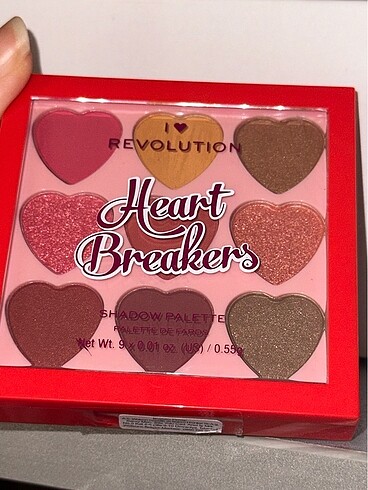 I ♥
REVOLUTION
Heart
Breakers
SHADOW PALETTE
PALETTE DE FARDS
Net Wt. 9 x 0.01 oz. (US) / 0.55g